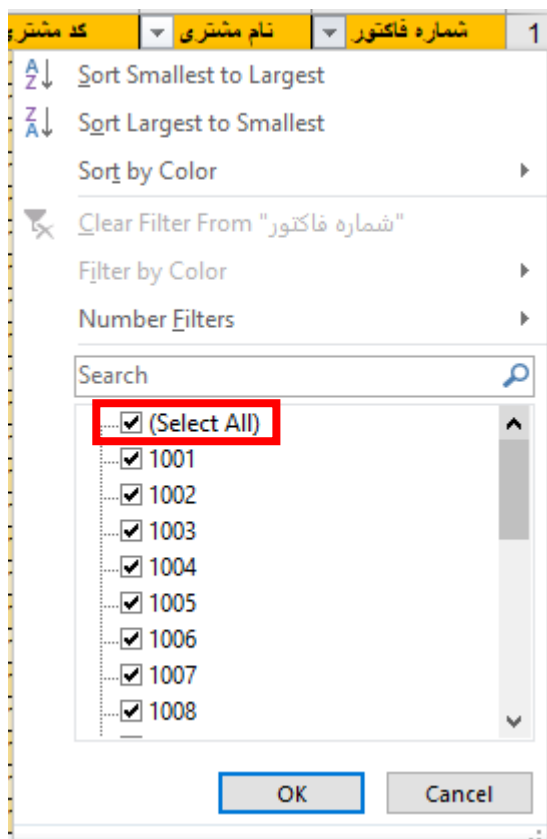 1 شماره فاکتور نام مشتری کد مشتری
Sort Smallest to Largest
Sort Largest to Smallest
Sort by Color
Clear Filter From "شماره فاکتور"
Filter by Color
Number Filters
Search
(Select All)
1001
1002
1003
1004
1005
1006
1007
1008
OK Cancel